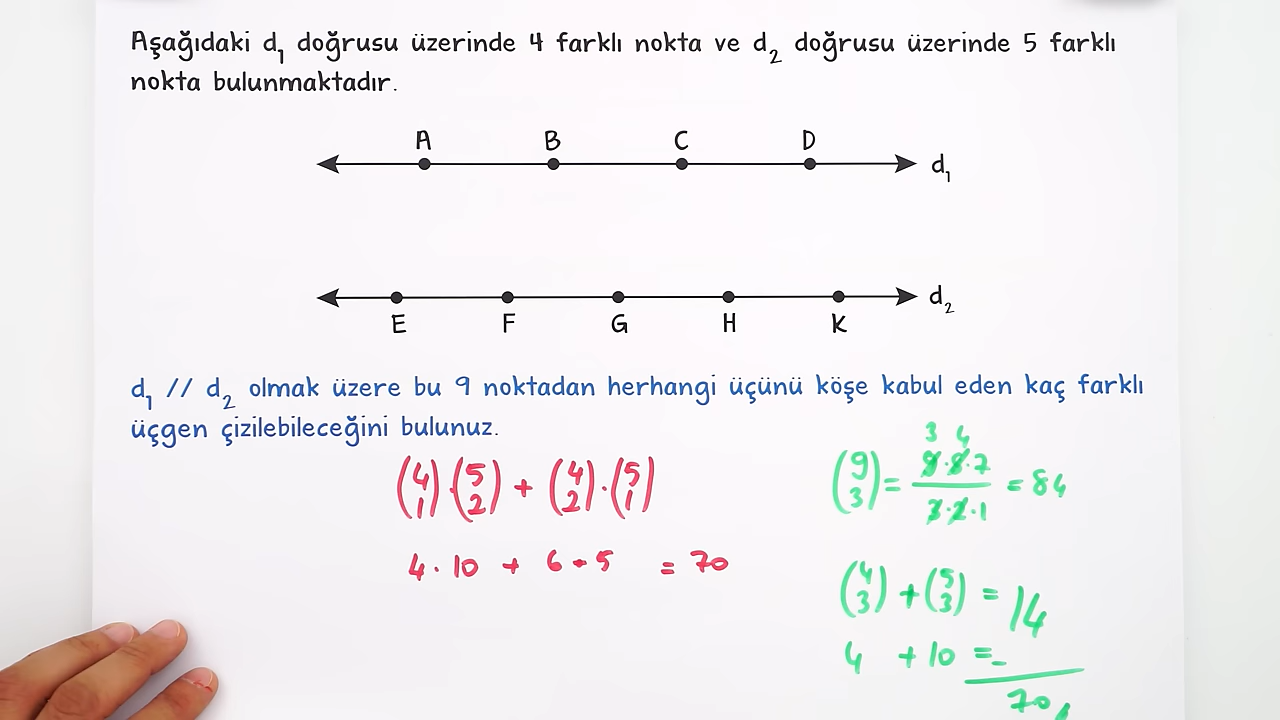 Aşağıdaki d₁ doğrusu üzerinde 4 farklı nokta ve d₂ doğrusu üzerinde 5 farklı
nokta bulunmaktadır.
A B C D
d₁
d₂
E F G H K
d₁ // d₂ olmak üzere bu 9 noktadan herhangi üçünü köşe kabul eden kaç farklı
üçgen çizilebileceğini bulunuz.
(4 1)·(5 2) + (4 2)·(5 1)
4·10 + 6·5 = 70
3 4
(9 3) = 9·8·7 / 3·2·1 = 84
(4 3) + (5 3) = 14
4 + 10 = -
70